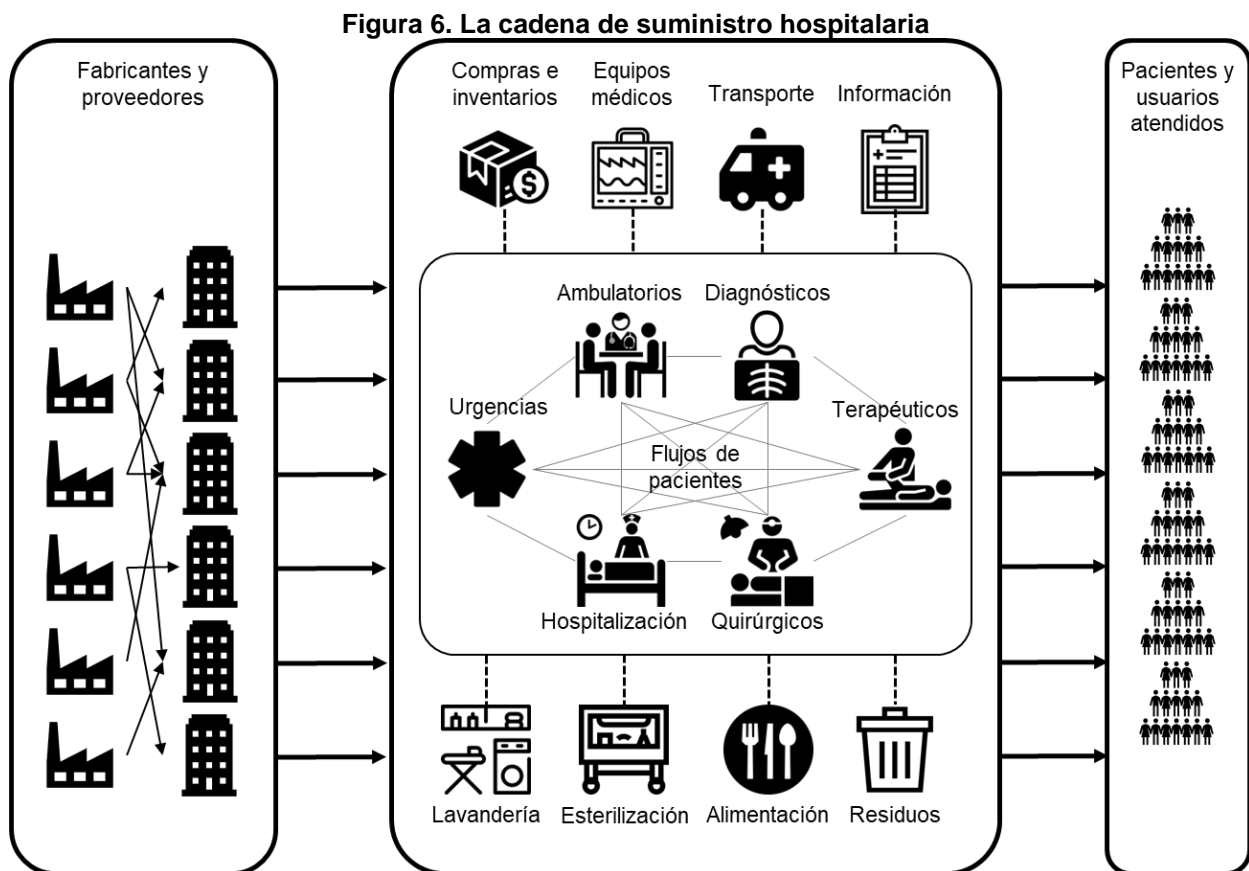 Figura 6. La cadena de suministro hospitalaria
Fabricantes y
proveedores
Compras e
inventarios
Equipos
médicos
Transporte
Información
Pacientes y
usuarios
atendidos
$
Ambulatorios
Diagnósticos
Urgencias
Terapéuticos
Flujos de
pacientes
Hospitalización
Quirúrgicos
Lavandería
Esterilización
Alimentación
Residuos